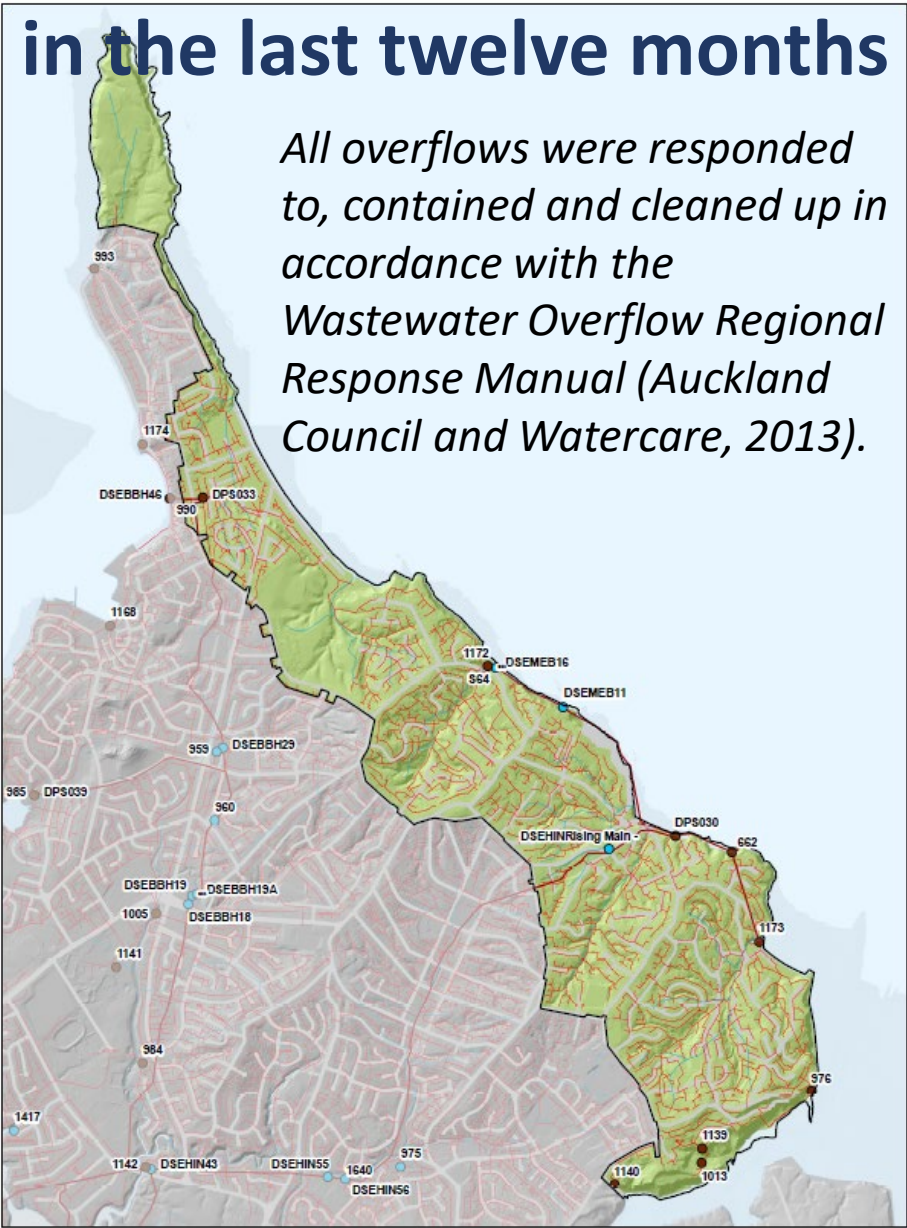 in the last twelve months
All overflows were responded
to, contained and cleaned up in
accordance with the
Wastewater Overflow Regional
Response Manual (Auckland
Council and Watercare, 2013).
993
1174
DSEBBH46
990
DPS033
1168
1172
S64
DSEMEB16
DSEMEB11
959
DSEBBH29
985
DPS039
960
DPS030
DSEHINRising Main -
662
DSEBBH19
DSEBBH19A
DSEBBH18
1005
1173
1141
984
976
1417
1139
1142
DSEHIN43
DSEHIN55
1640
975
DSEHIN56
1140
1013